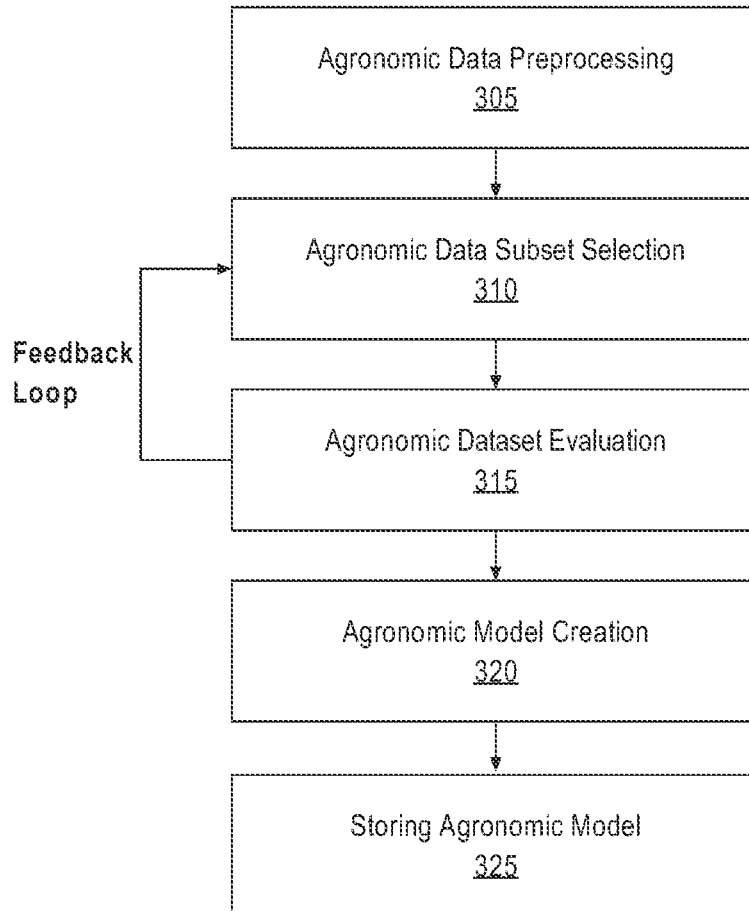 Agronomic Data Preprocessing
305
Agronomic Data Subset Selection
310
Feedback
Loop
Agronomic Dataset Evaluation
315
Agronomic Model Creation
320
Storing Agronomic Model
325